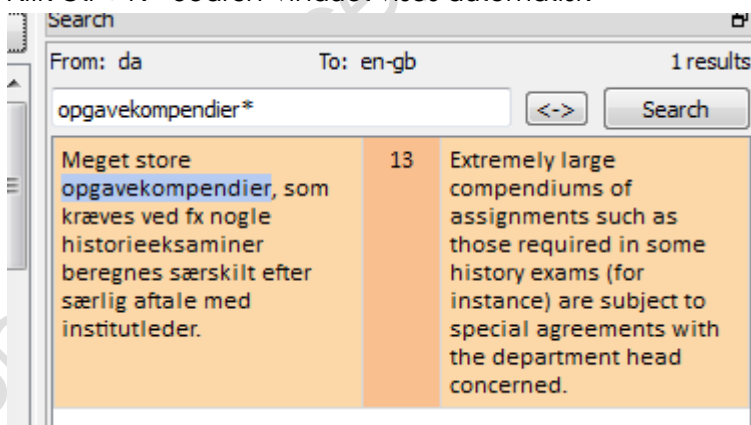 Search
From: da To: en-gb 1 results
opgavekompendier* <-> Search
Meget store
opgavekompendier, som
kræves ved fx nogle
historieeksaminer
beregnes særskilt efter
særlig aftale med
institutleder.
13
Extremely large
compendiums of
assignments such as
those required in some
history exams (for
instance) are subject to
special agreements with
the department head
concerned.